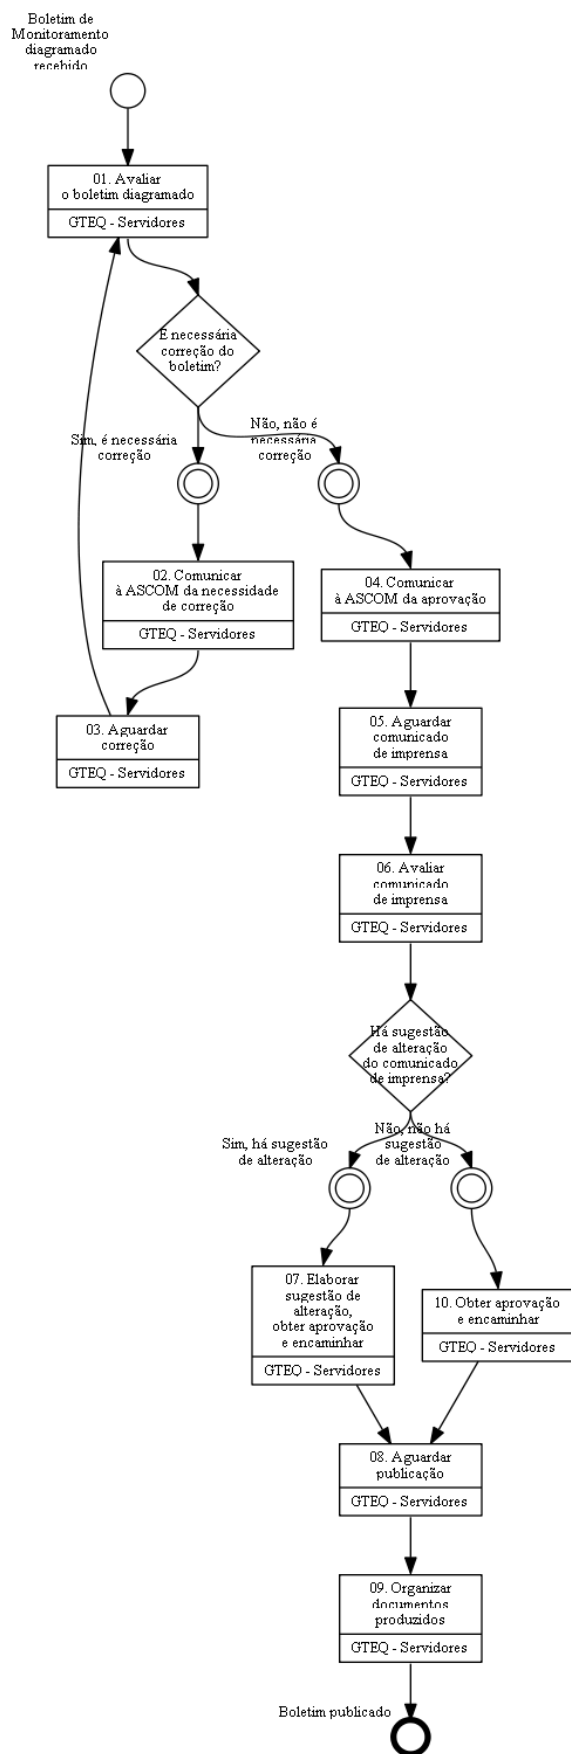 Boletim de
Monitoramento
diagramado
recebido
01. Avaliar
o boletim diagramado
GTEQ - Servidores
É necessária
correção do
boletim?
Sim, é necessária
correção
Não, não é
necessária
correção
02. Comunicar
à ASCOM da necessidade
de correção
GTEQ - Servidores
04. Comunicar
à ASCOM da aprovação
GTEQ - Servidores
03. Aguardar
correção
GTEQ - Servidores
05. Aguardar
comunicado
de imprensa
GTEQ - Servidores
06. Avaliar
comunicado
de imprensa
GTEQ - Servidores
Há sugestão
de alteração
do comunicado
de imprensa?
Sim, há sugestão
de alteração
Não, não há
sugestão
de alteração
07. Elaborar
sugestão de
alteração,
obter aprovação
e encaminhar
GTEQ - Servidores
10. Obter aprovação
e encaminhar
GTEQ - Servidores
08. Aguardar
publicação
GTEQ - Servidores
09. Organizar
documentos
produzidos
GTEQ - Servidores
Boletim publicado